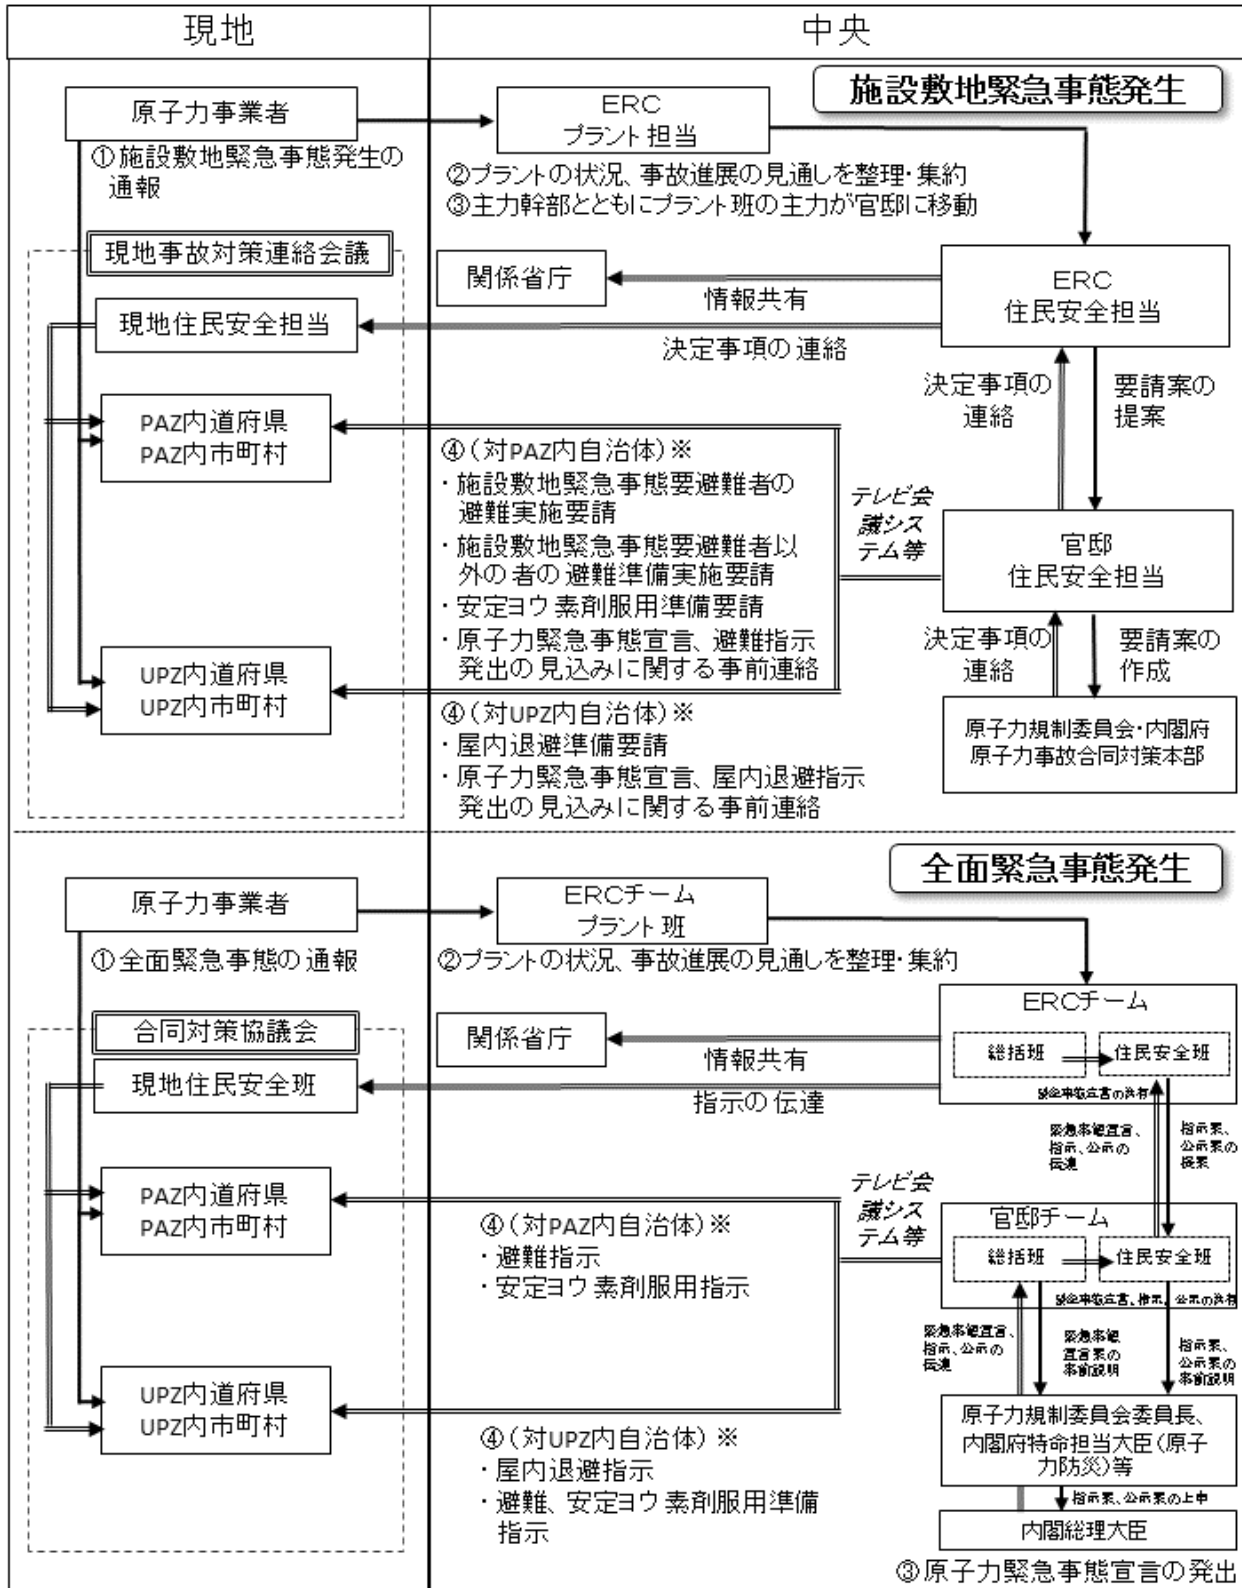 現地
中央
施設敷地緊急事態発生
原子力事業者
ERC
プラント担当
①施設敷地緊急事態発生の
通報
②プラントの状況、事故進展の見通しを整理・集約
③主力幹部とともにプラント班の主力が官邸に移動
現地事故対策連絡会議
関係省庁
情報共有
ERC
住民安全担当
現地住民安全担当
決定事項の連絡
決定事項の
連絡
要請案の
提案
PAZ内道府県
PAZ内市町村
④(対PAZ内自治体)※
・施設敷地緊急事態要避難者の
避難実施要請
・施設敷地緊急事態要避難者以
外の者の避難準備実施要請
・安定ヨウ素剤服用準備要請
・原子力緊急事態宣言、避難指示
発出の見込みに関する事前連絡
テレビ会
議シス
テム等
官邸
住民安全担当
決定事項の
連絡
要請案の
作成
UPZ内道府県
UPZ内市町村
④(対UPZ内自治体)※
・屋内退避準備要請
・原子力緊急事態宣言、屋内退避指示
発出の見込みに関する事前連絡
原子力規制委員会・内閣府
原子力事故合同対策本部
全面緊急事態発生
原子力事業者
ERCチーム
プラント班
①全面緊急事態の通報
②プラントの状況、事故進展の見通しを整理・集約
ERCチーム
総括班
住民安全班
緊急事態宣言の共有
合同対策協議会
関係省庁
情報共有
現地住民安全班
指示の伝達
緊急事態宣言、
指示、公示の
伝達
指示案、
公示案の
提案
PAZ内道府県
PAZ内市町村
④(対PAZ内自治体)※
・避難指示
・安定ヨウ素剤服用指示
テレビ会
議シス
テム等
官邸チーム
総括班
住民安全班
緊急事態宣言、指示、公示の共有
緊急事態宣言、
指示、公示の
伝達
緊急事態
宣言案の
事前説明
指示案、
公示案の
事前説明
UPZ内道府県
UPZ内市町村
④(対UPZ内自治体)※
・屋内退避指示
・避難、安定ヨウ素剤服用準備
指示
原子力規制委員会委員長、
内閣府特命担当大臣(原子
力防災)等
指示案、公示案の上申
内閣総理大臣
③原子力緊急事態宣言の発出